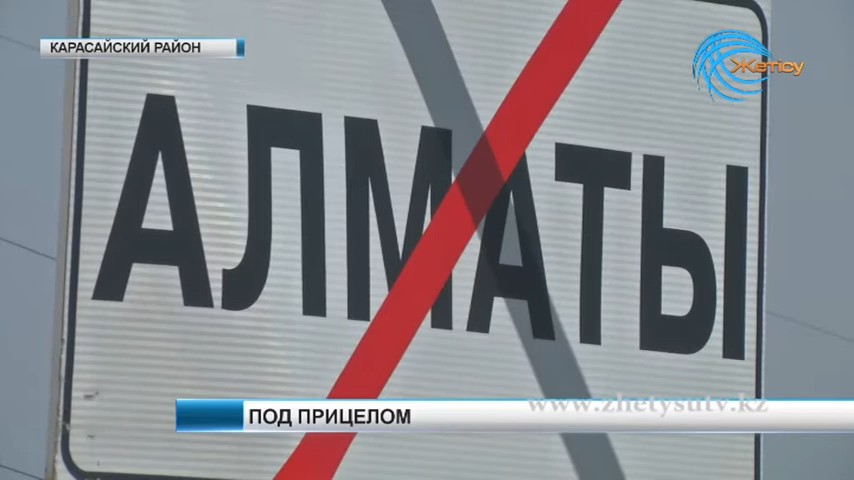 КАРАСАЙСКИЙ РАЙОН
Жетісу
АЛМАТЫ
www.zhetysutv.kz
ПОД ПРИЦЕЛОМ